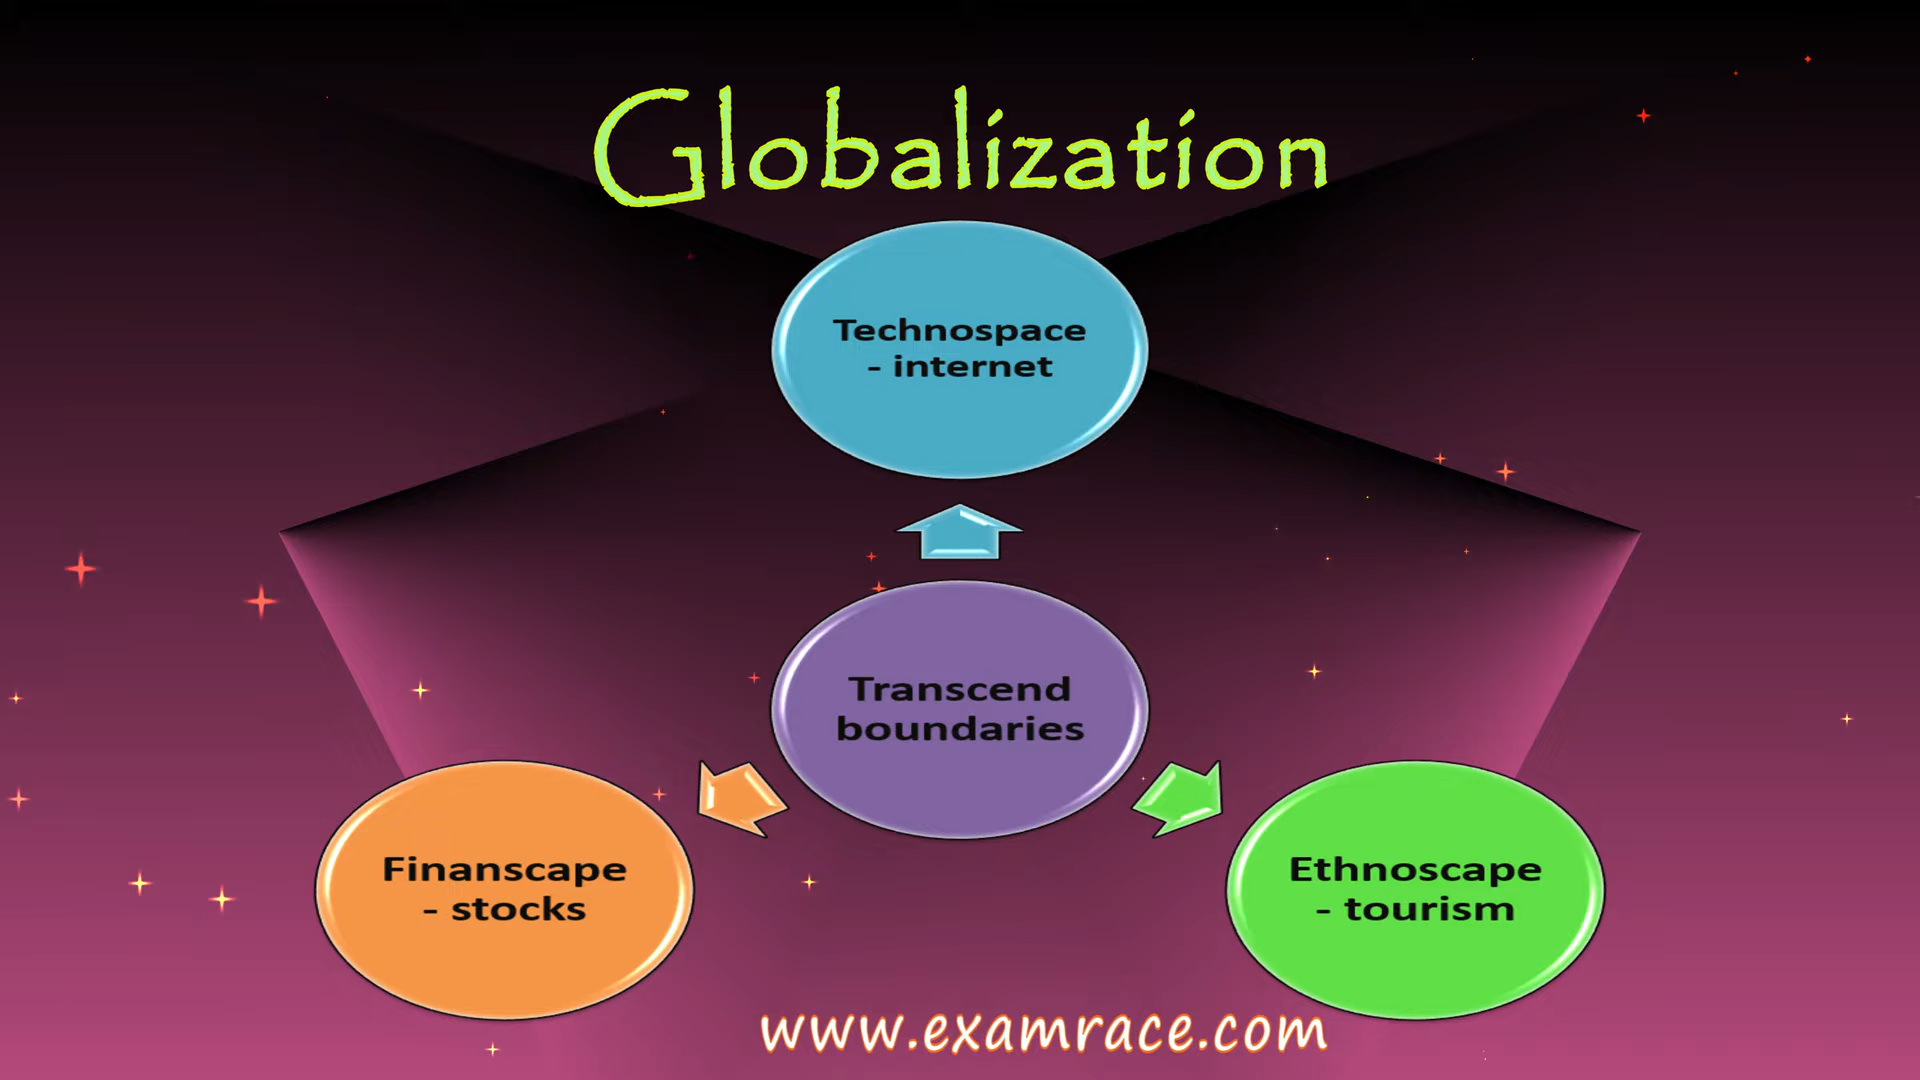 Globalization
Technospace
- internet
Transcend
boundaries
Finanscape
- stocks
Ethnoscape
- tourism
www.examrace.com